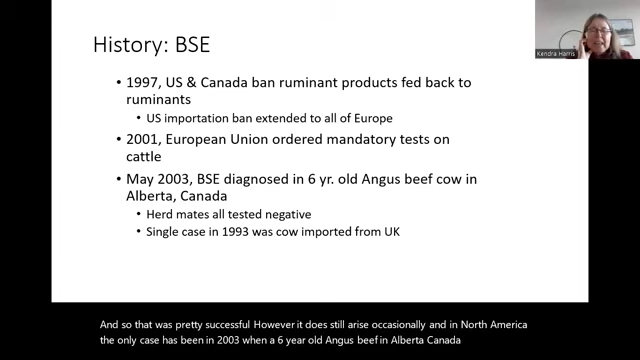 History: BSE
• 1997, US & Canada ban ruminant products fed back to
ruminants
• US importation ban extended to all of Europe
• 2001, European Union ordered mandatory tests on
cattle
• May 2003, BSE diagnosed in 6 yr. old Angus beef cow in
Alberta, Canada
• Herd mates all tested negative
• Single case in 1993 was cow imported from UK
Kendra Harris
And so that was pretty successful However it does still arise occasionally and in North America
the only case has been in 2003 when a 6 year old Angus beef in Alberta Canada